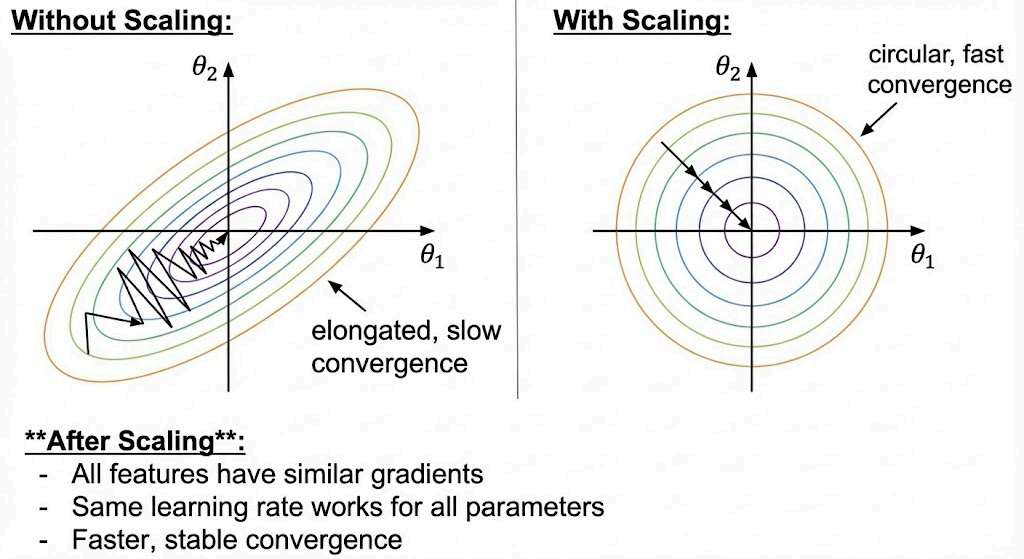 Without Scaling:
θ₂
θ₁
elongated, slow
convergence
With Scaling:
θ₂
circular, fast
convergence
θ₁
**After Scaling**:
- All features have similar gradients
- Same learning rate works for all parameters
- Faster, stable convergence